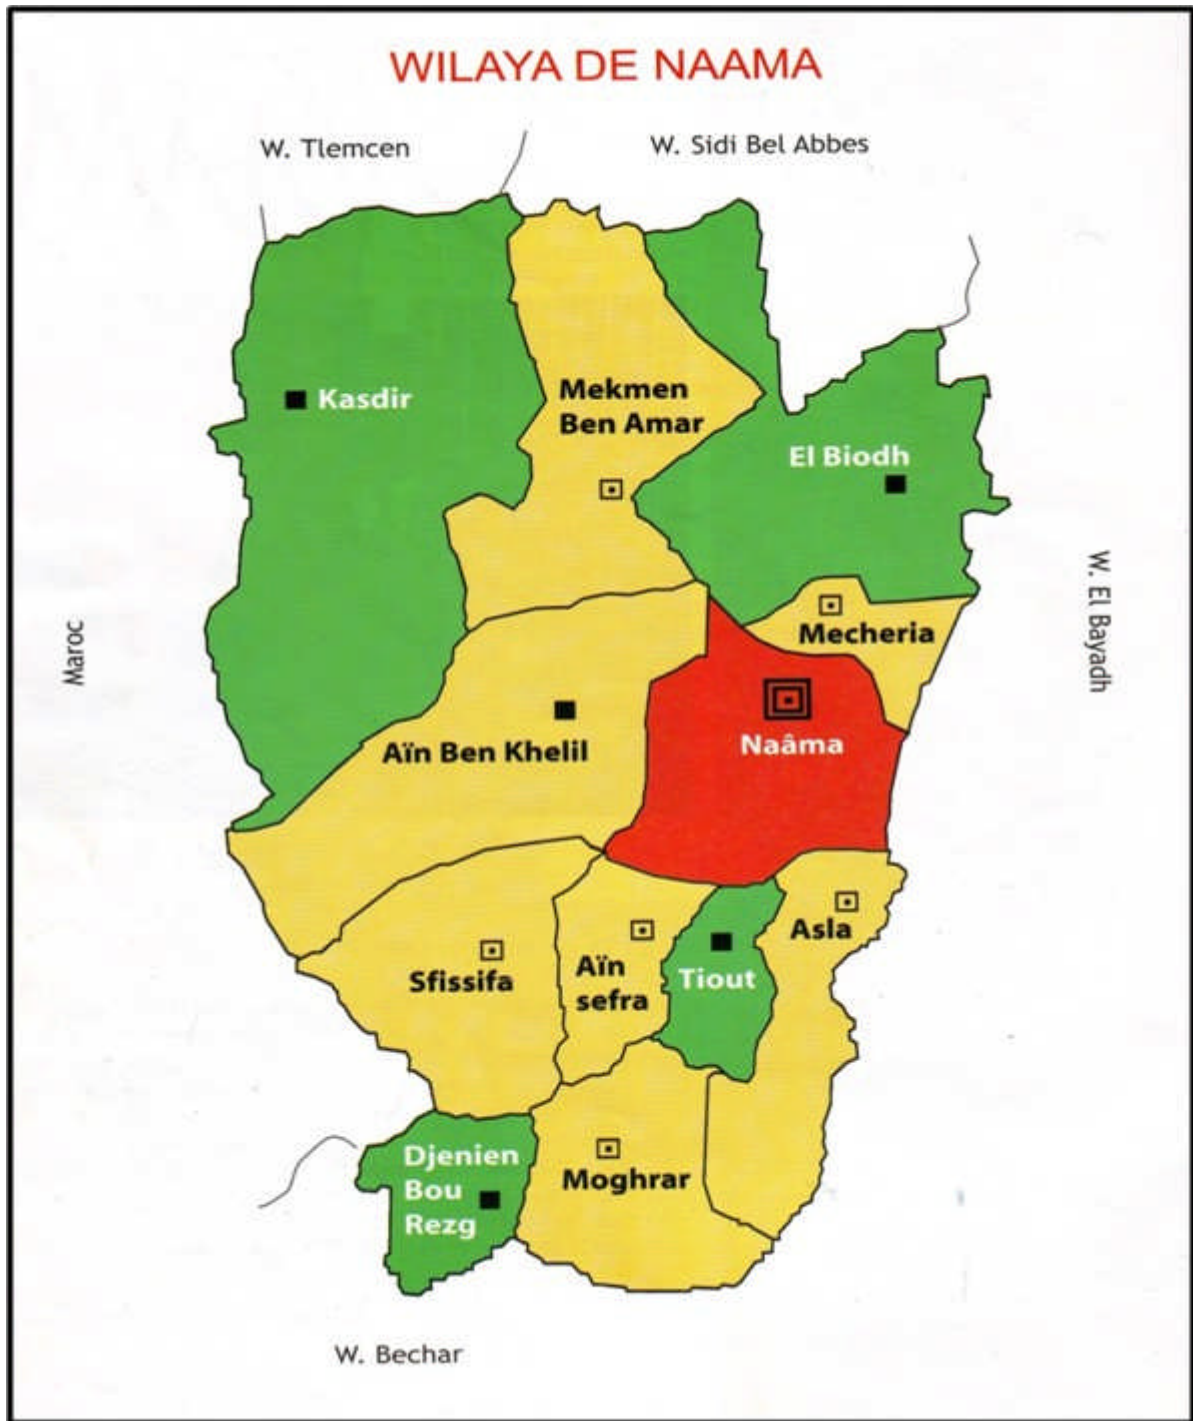 WILAYA DE NAAMA
W. Tlemcen
W. Sidi Bel Abbes
Kasdir
Mekmen
Ben Amar
El Biodh
W. El Bayadh
Maroc
Mecheria
Naâma
Aïn Ben Khelil
Asla
Sfissifa
Aïn
sefra
Tiout
Djenien
Bou
Rezg
Moghrar
W. Bechar